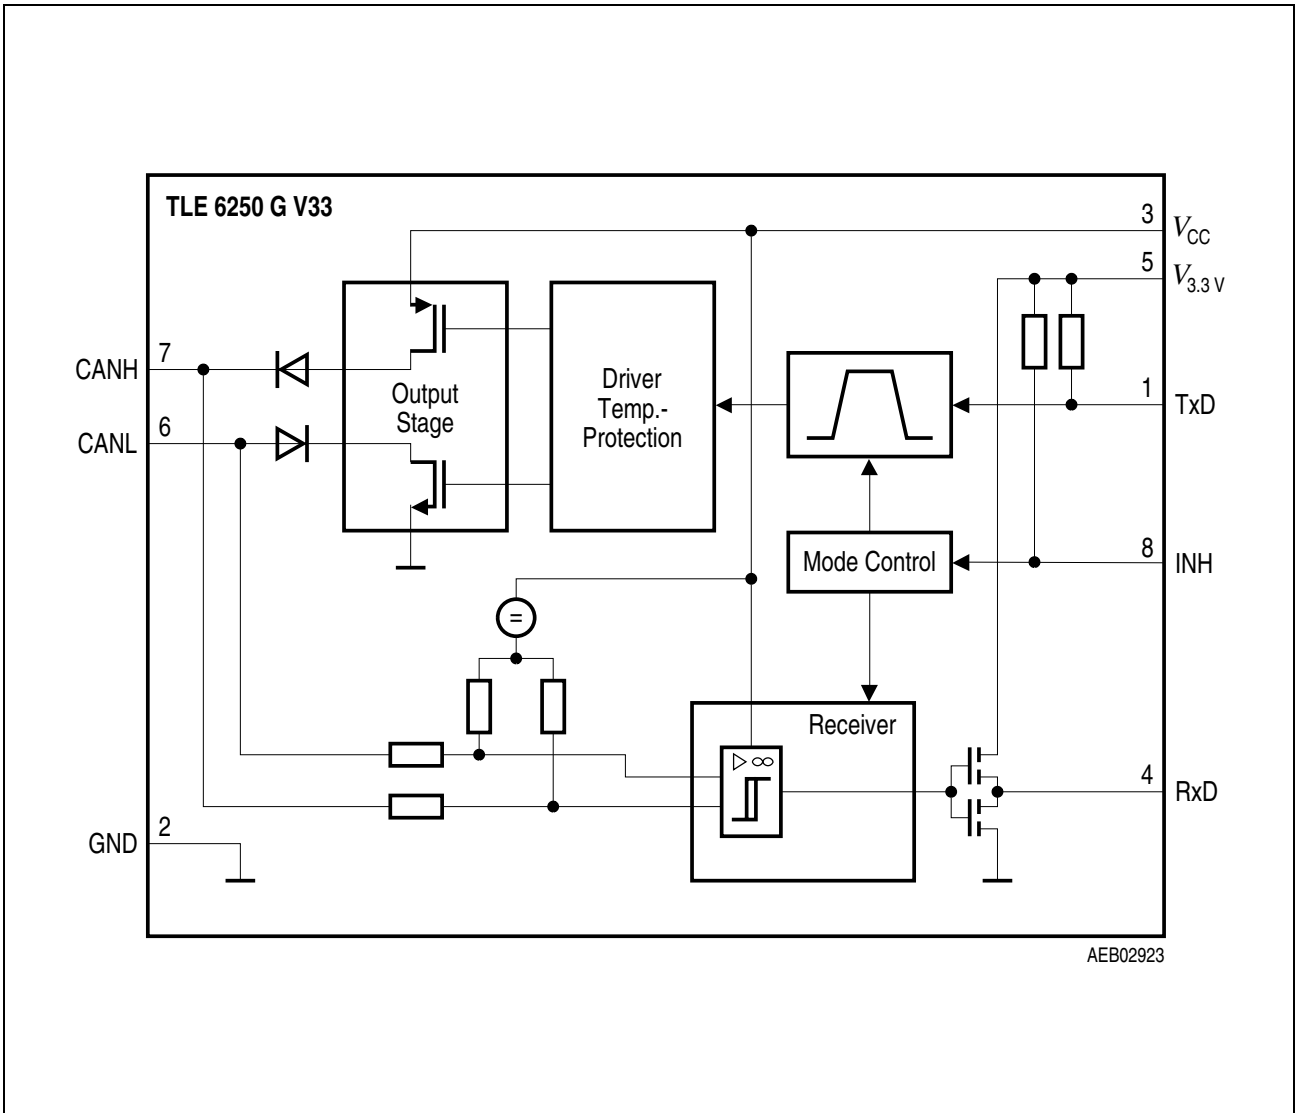 TLE 6250 G V33
3
VCC
5
V3.3 V
7
CANH
Output
Stage
Driver
Temp.-
Protection
1
TxD
6
CANL
Mode Control
8
INH
=
Receiver
▷ ∞
4
RxD
2
GND
AEB02923